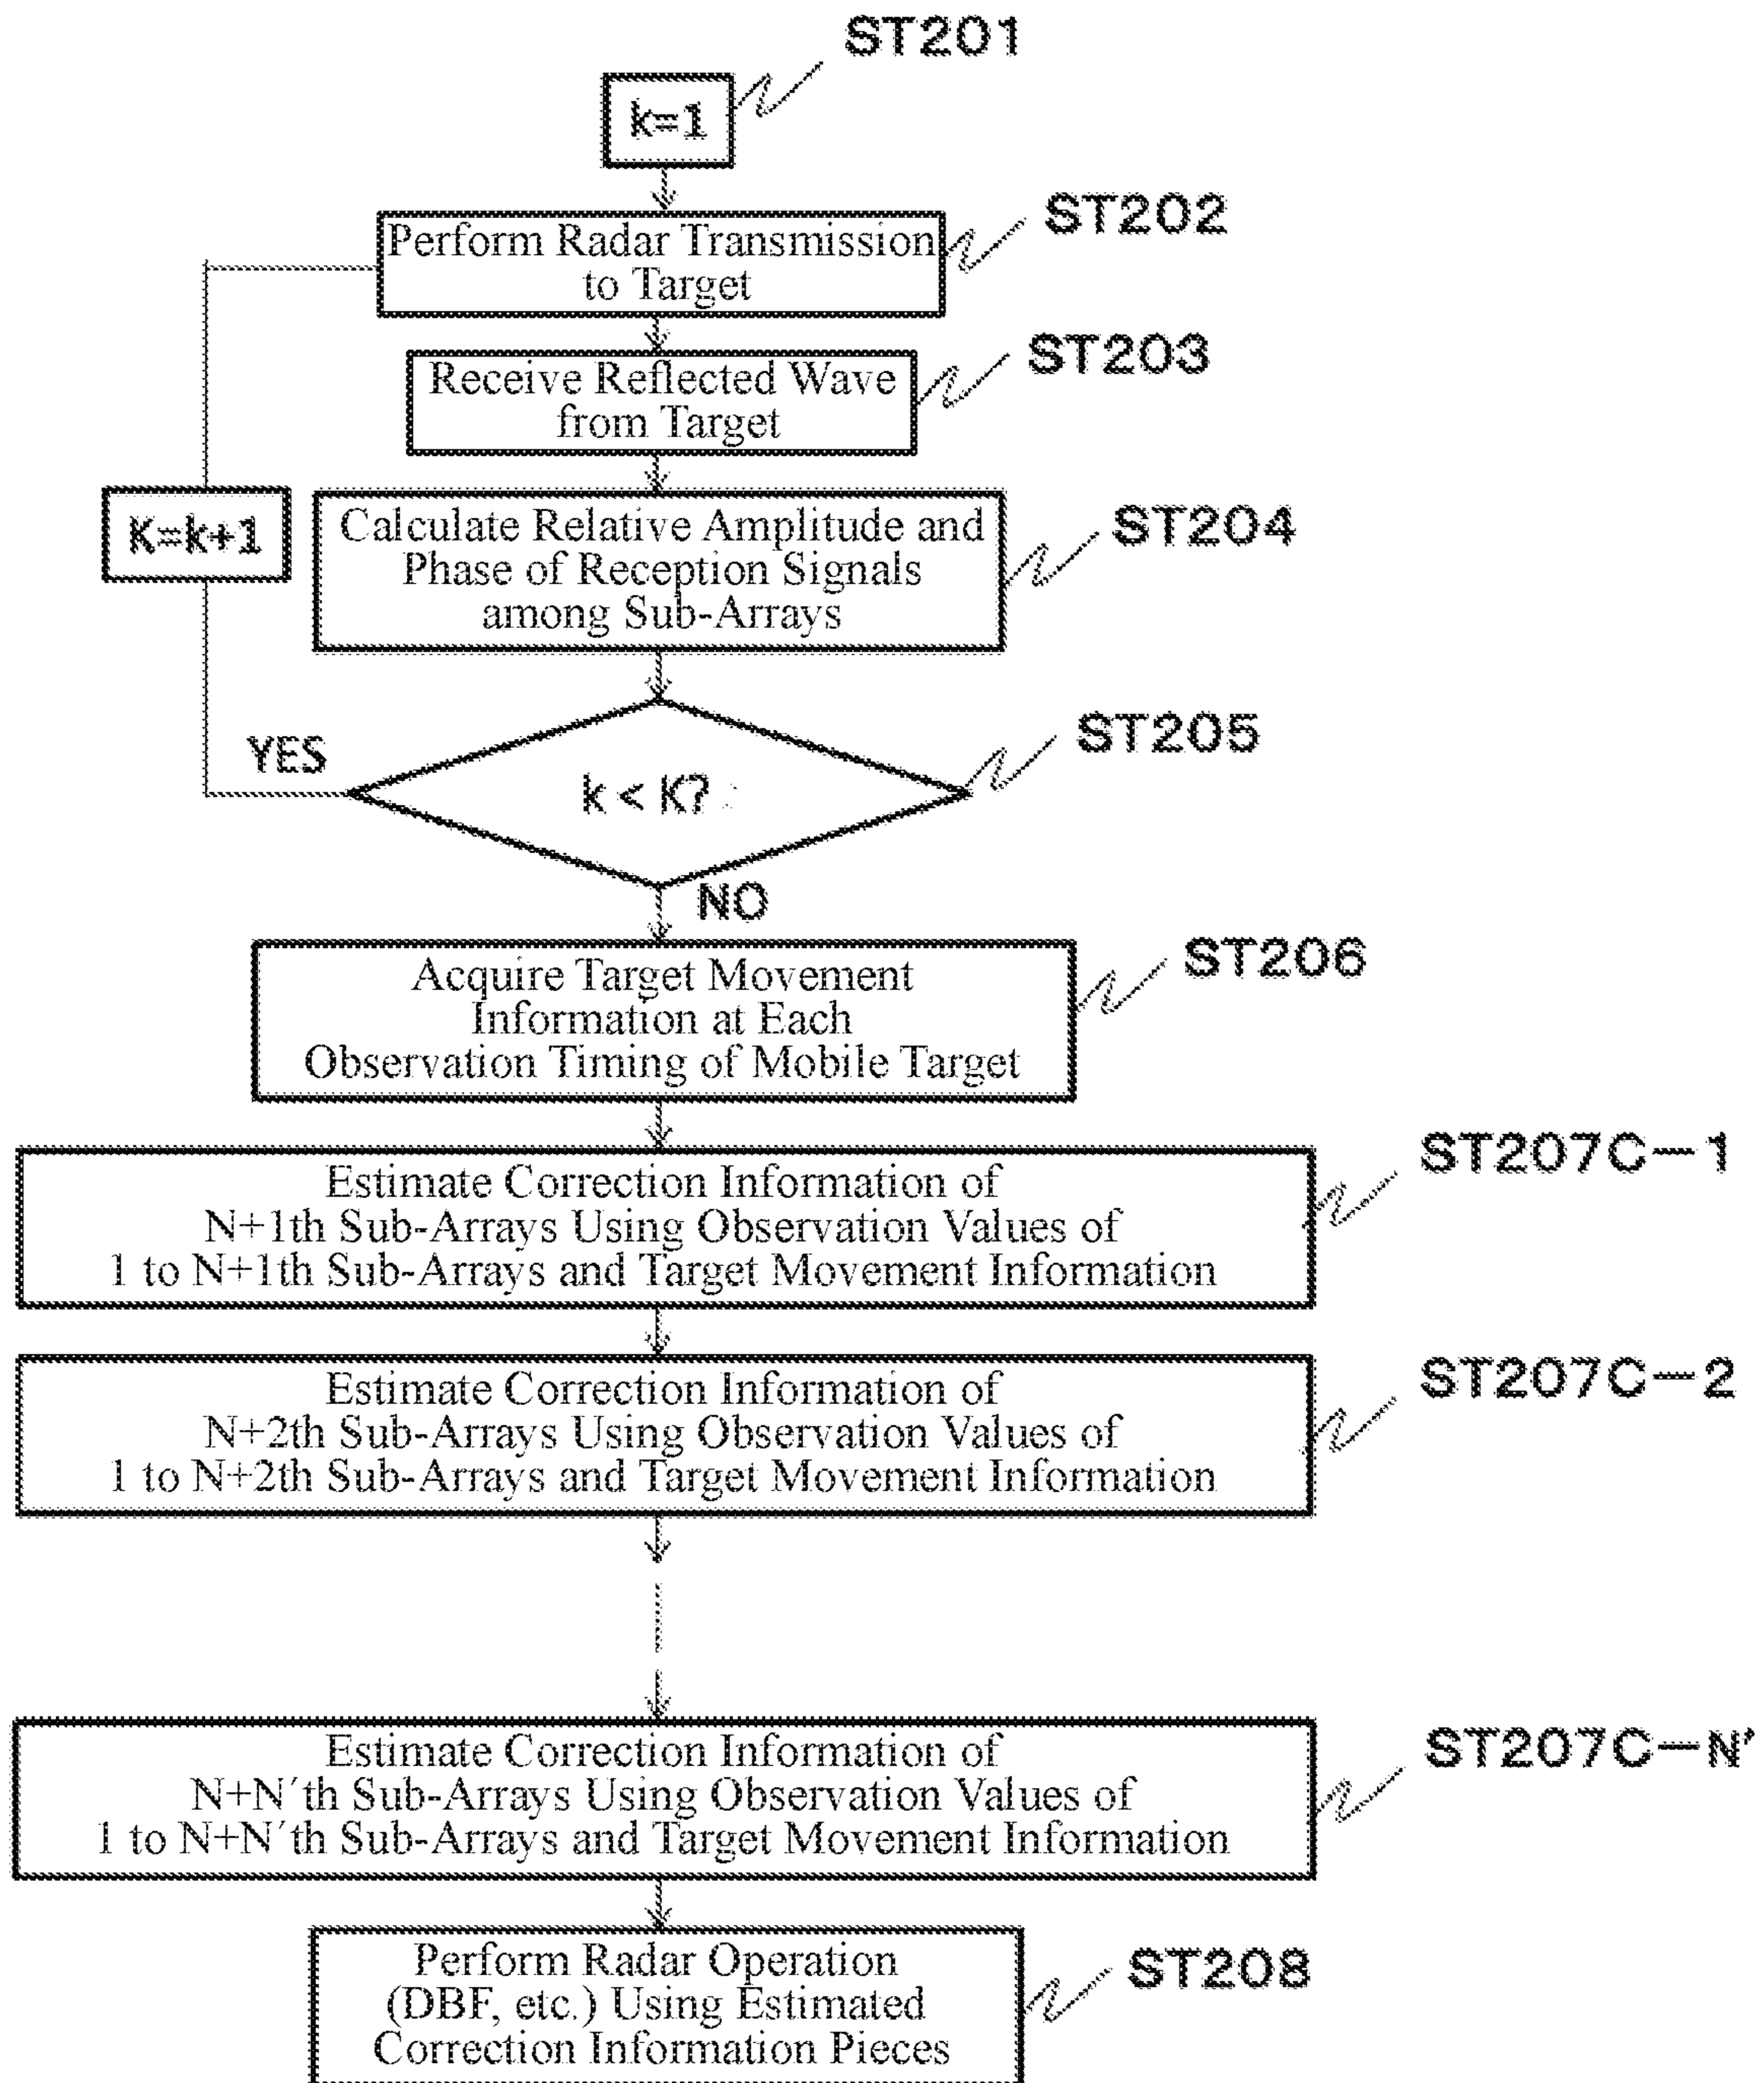 ST201
k=1
ST202
Perform Radar Transmission
to Target
ST203
Receive Reflected Wave
from Target
K=k+1
ST204
Calculate Relative Amplitude and
Phase of Reception Signals
among Sub-Arrays
ST205
YES
k < K?
NO
ST206
Acquire Target Movement
Information at Each
Observation Timing of Mobile Target
ST207C-1
Estimate Correction Information of
N+1th Sub-Arrays Using Observation Values of
1 to N+1th Sub-Arrays and Target Movement Information
ST207C-2
Estimate Correction Information of
N+2th Sub-Arrays Using Observation Values of
1 to N+2th Sub-Arrays and Target Movement Information
ST207C-N'
Estimate Correction Information of
N+N´th Sub-Arrays Using Observation Values of
1 to N+N´th Sub-Arrays and Target Movement Information
ST208
Perform Radar Operation
(DBF, etc.) Using Estimated
Correction Information Pieces